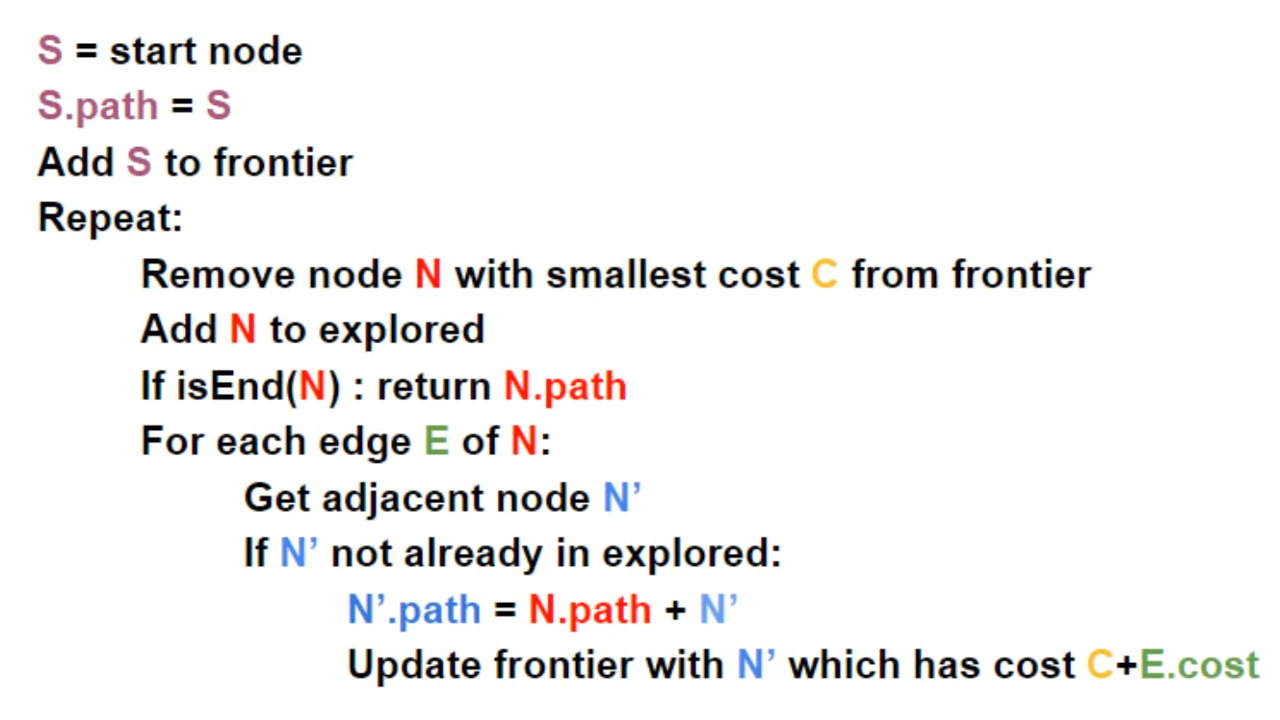 S = start node
S.path = S
Add S to frontier
Repeat:
Remove node N with smallest cost C from frontier
Add N to explored
If isEnd(N) : return N.path
For each edge E of N:
Get adjacent node N’
If N’ not already in explored:
N’.path = N.path + N’
Update frontier with N’ which has cost C+E.cost